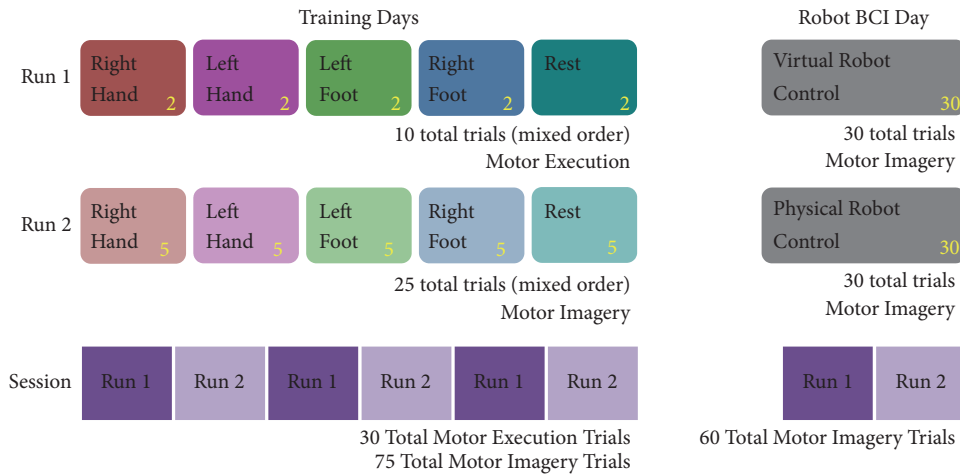 Training Days
Robot BCI Day
Run 1
Right Hand 2
Left Hand 2
Left Foot 2
Right Foot 2
Rest 2
Virtual Robot Control 30
10 total trials (mixed order)
Motor Execution
30 total trials
Motor Imagery
Run 2
Right Hand 5
Left Hand 5
Left Foot 5
Right Foot 5
Rest 5
Physical Robot Control 30
25 total trials (mixed order)
Motor Imagery
30 total trials
Motor Imagery
Session
Run 1
Run 2
Run 1
Run 2
Run 1
Run 2
Run 1
Run 2
30 Total Motor Execution Trials
75 Total Motor Imagery Trials
60 Total Motor Imagery Trials